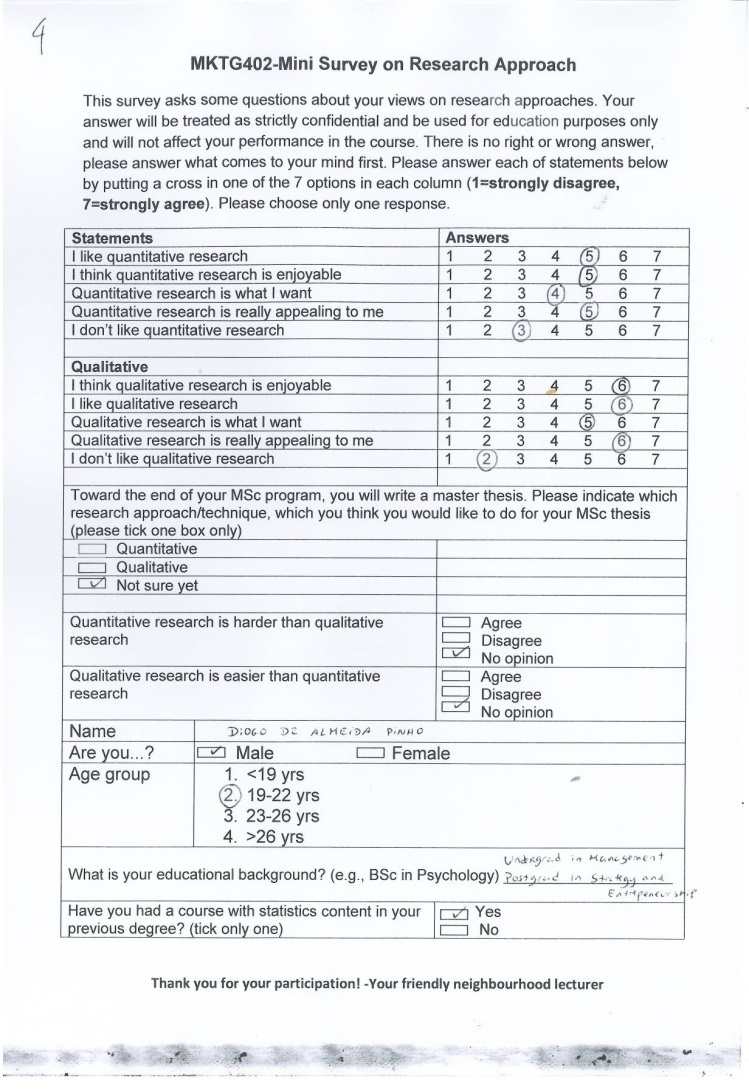 4
MKTG402-Mini Survey on Research Approach
This survey asks some questions about your views on research approaches. Your
answer will be treated as strictly confidential and be used for education purposes only
and will not affect your performance in the course. There is no right or wrong answer,
please answer what comes to your mind first. Please answer each of statements below
by putting a cross in one of the 7 options in each column (1=strongly disagree,
7=strongly agree). Please choose only one response.
Statements Answers
I like quantitative research 1 2 3 4 5 6 7
I think quantitative research is enjoyable 1 2 3 4 5 6 7
Quantitative research is what I want 1 2 3 4 5 6 7
Quantitative research is really appealing to me 1 2 3 4 5 6 7
I don't like quantitative research 1 2 3 4 5 6 7
Qualitative
I think qualitative research is enjoyable 1 2 3 4 5 6 7
I like qualitative research 1 2 3 4 5 6 7
Qualitative research is what I want 1 2 3 4 5 6 7
Qualitative research is really appealing to me 1 2 3 4 5 6 7
I don't like qualitative research 1 2 3 4 5 6 7
Toward the end of your MSc program, you will write a master thesis. Please indicate which
research approach/technique, which you think you would like to do for your MSc thesis
(please tick one box only)
Quantitative
Qualitative
Not sure yet
Quantitative research is harder than qualitative
research
Agree
Disagree
No opinion
Qualitative research is easier than quantitative
research
Agree
Disagree
No opinion
Name DIOGO DE ALMEIDA PINHO
Are you...? Male Female
Age group
1. <19 yrs
2. 19-22 yrs
3. 23-26 yrs
4. >26 yrs
Undergrad in Management
What is your educational background? (e.g., BSc in Psychology) Postgrad in Strategy and
Entrepeneurship
Have you had a course with statistics content in your
previous degree? (tick only one)
Yes
No
Thank you for your participation! -Your friendly neighbourhood lecturer